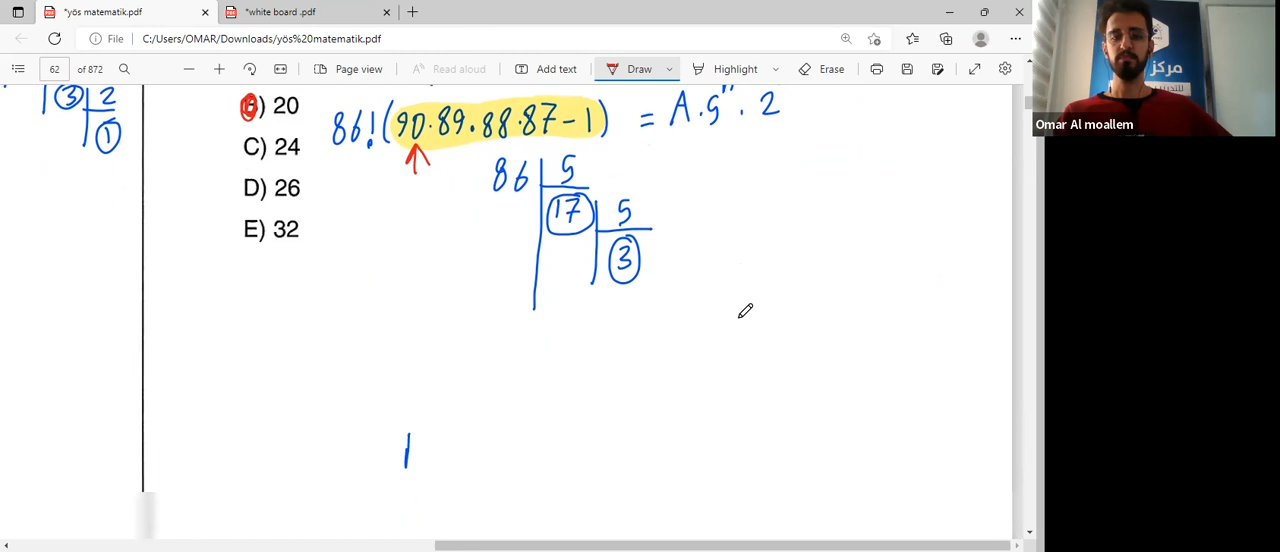 *yös matematik.pdf
*white board .pdf
File
C:/Users/OMAR/Downloads/yös%20matematik.pdf
62 of 872
Page view
Read aloud
Add text
Draw
Highlight
Erase
3 2
1
B) 20
C) 24
D) 26
E) 32
86!(90.89.88.87-1) = A.5ⁿ.2
86 5
17 5
3
مركز
Omar Al moallem